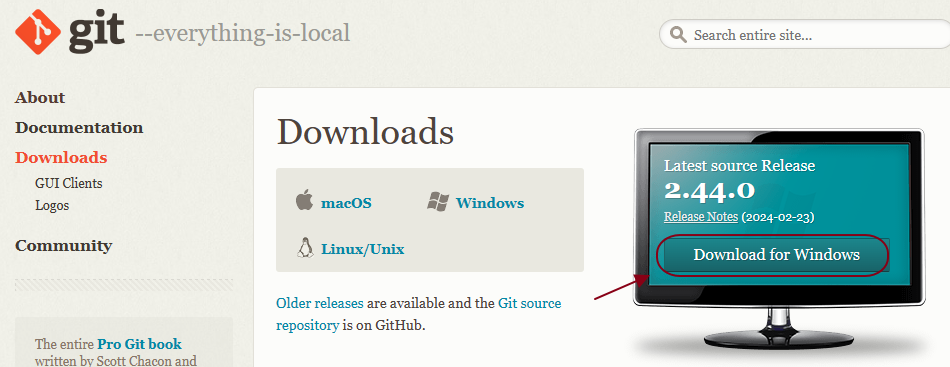 git --everything-is-local
Search entire site...
About
Documentation
Downloads
GUI Clients
Logos
Community
The entire Pro Git book
written by Scott Chacon and
Downloads
macOS
Windows
Linux/Unix
Older releases are available and the Git source
repository is on GitHub.
Latest source Release
2.44.0
Release Notes (2024-02-23)
Download for Windows